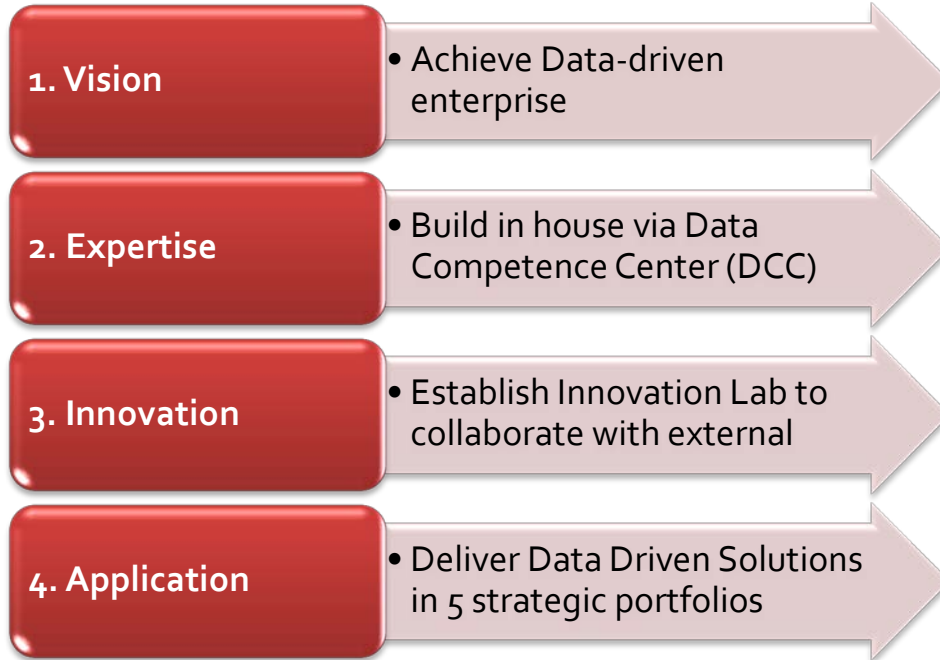 1. Vision
• Achieve Data-driven
enterprise
2. Expertise
• Build in house via Data
Competence Center (DCC)
3. Innovation
• Establish Innovation Lab to
collaborate with external
4. Application
• Deliver Data Driven Solutions
in 5 strategic portfolios